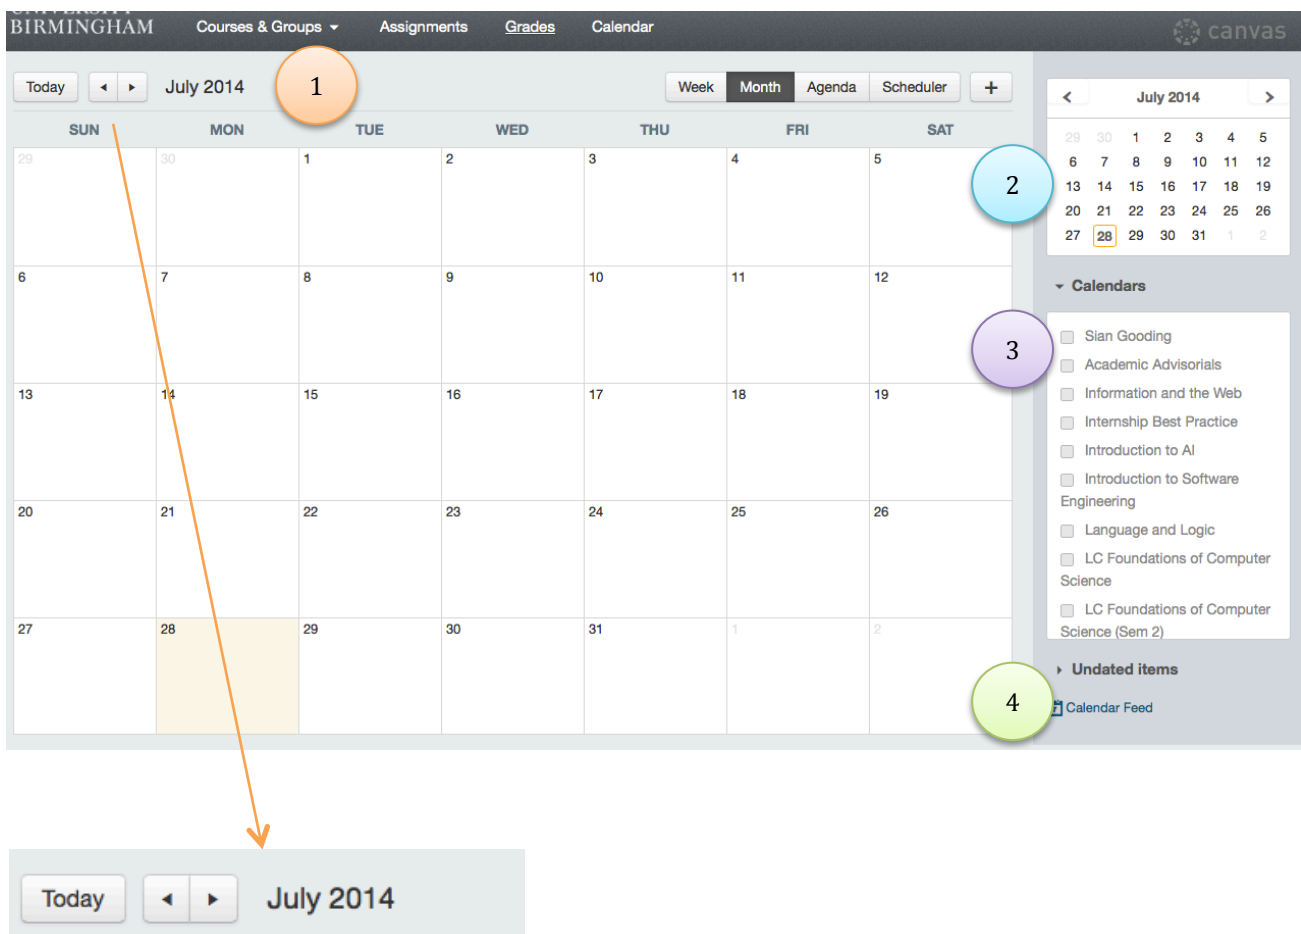 UNIVERSITY
BIRMINGHAM Courses & Groups Assignments Grades Calendar canvas
Today July 2014 1 Week Month Agenda Scheduler +
SUN MON TUE WED THU FRI SAT
29 30 1 2 3 4 5
6 7 8 9 10 11 12
13 14 15 16 17 18 19
20 21 22 23 24 25 26
27 28 29 30 31 1 2
July 2014
29 30 1 2 3 4 5
6 7 8 9 10 11 12
13 14 15 16 17 18 19
20 21 22 23 24 25 26
27 28 29 30 31 1 2
2
Calendars
3
Sian Gooding
Academic Advisorials
Information and the Web
Internship Best Practice
Introduction to AI
Introduction to Software
Engineering
Language and Logic
LC Foundations of Computer
Science
LC Foundations of Computer
Science (Sem 2)
Undated items
4
Calendar Feed
Today July 2014